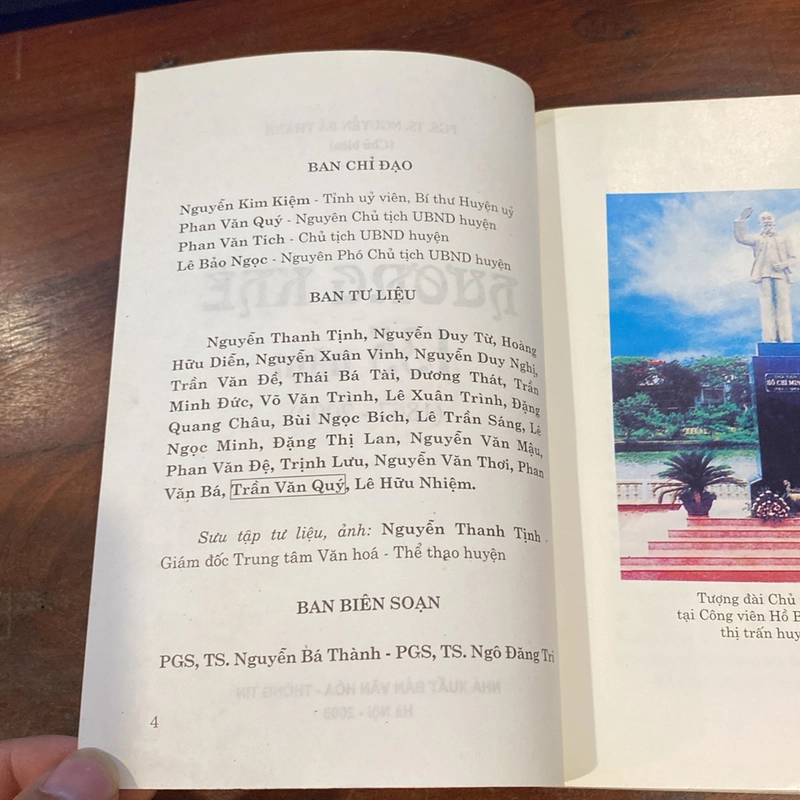 BAN CHỈ ĐẠO
Nguyễn Kim Kiệm - Tỉnh uỷ viên, Bí thư Huyện uỷ
Phan Văn Quý - Nguyên Chủ tịch UBND huyện
Phan Văn Tích - Chủ tịch UBND huyện
Lê Bảo Ngọc - Nguyên Phó Chủ tịch UBND huyện
BAN TƯ LIỆU
Nguyễn Thanh Tịnh, Nguyễn Duy Từ, Hoàng
Hữu Diễn, Nguyễn Xuân Vinh, Nguyễn Duy Nghị,
Trần Văn Đề, Thái Bá Tài, Dương Thát, Trần
Minh Đức, Võ Văn Trình, Lê Xuân Trình, Đặng
Quang Châu, Bùi Ngọc Bích, Lê Trần Sáng, Lê
Ngọc Minh, Đặng Thị Lan, Nguyễn Văn Mậu,
Phan Văn Đệ, Trịnh Lưu, Nguyễn Văn Thơi, Phan
Văn Bá, Trần Văn Quý, Lê Hữu Nhiệm.
Sưu tập tư liệu, ảnh: Nguyễn Thanh Tịnh
Giám đốc Trung tâm Văn hoá - Thể thao huyện
BAN BIÊN SOẠN
PGS, TS. Nguyễn Bá Thành - PGS, TS. Ngô Đăng Tri
4
HỒ CHÍ MIN
Tượng đài Chủ
tại Công viên Hồ B
thị trấn huy